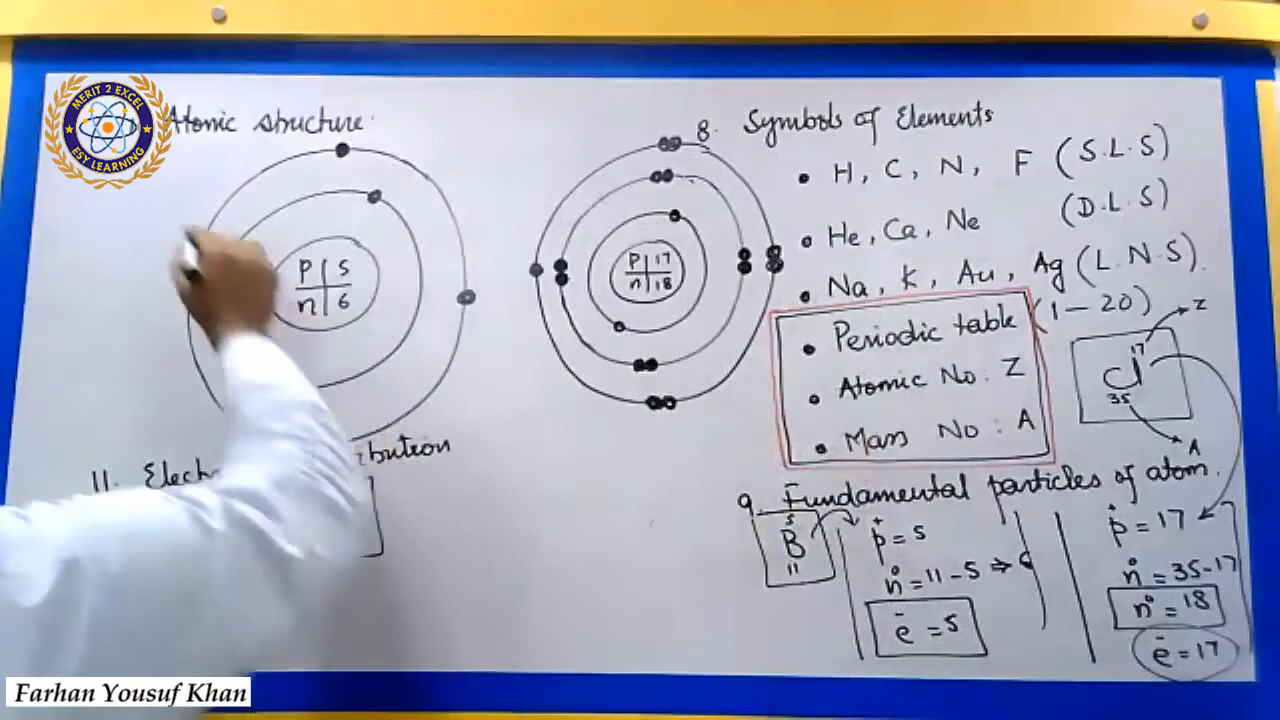 MERIT 2 EXCEL
ESY LEARNING
Atomic structure
P 5
n 6
P 17
n 18
8. Symbols of Elements
• H, C, N, F (S.L.S)
• He, Ca, Ne (D.L.S)
• Na, K, Au, Ag (L.N.S).
• Periodic table (1-20)
• Atomic No: Z
• Mass No: A
17 Z
Cl
35 A
9. Fundamental particles of atom.
5
B
11
p+ = 5
n° = 11-5 ⇒ 6
e- = 5
p+ = 17
n° = 35-17
n° = 18
e- = 17
11. Elect
bution
Farhan Yousuf Khan